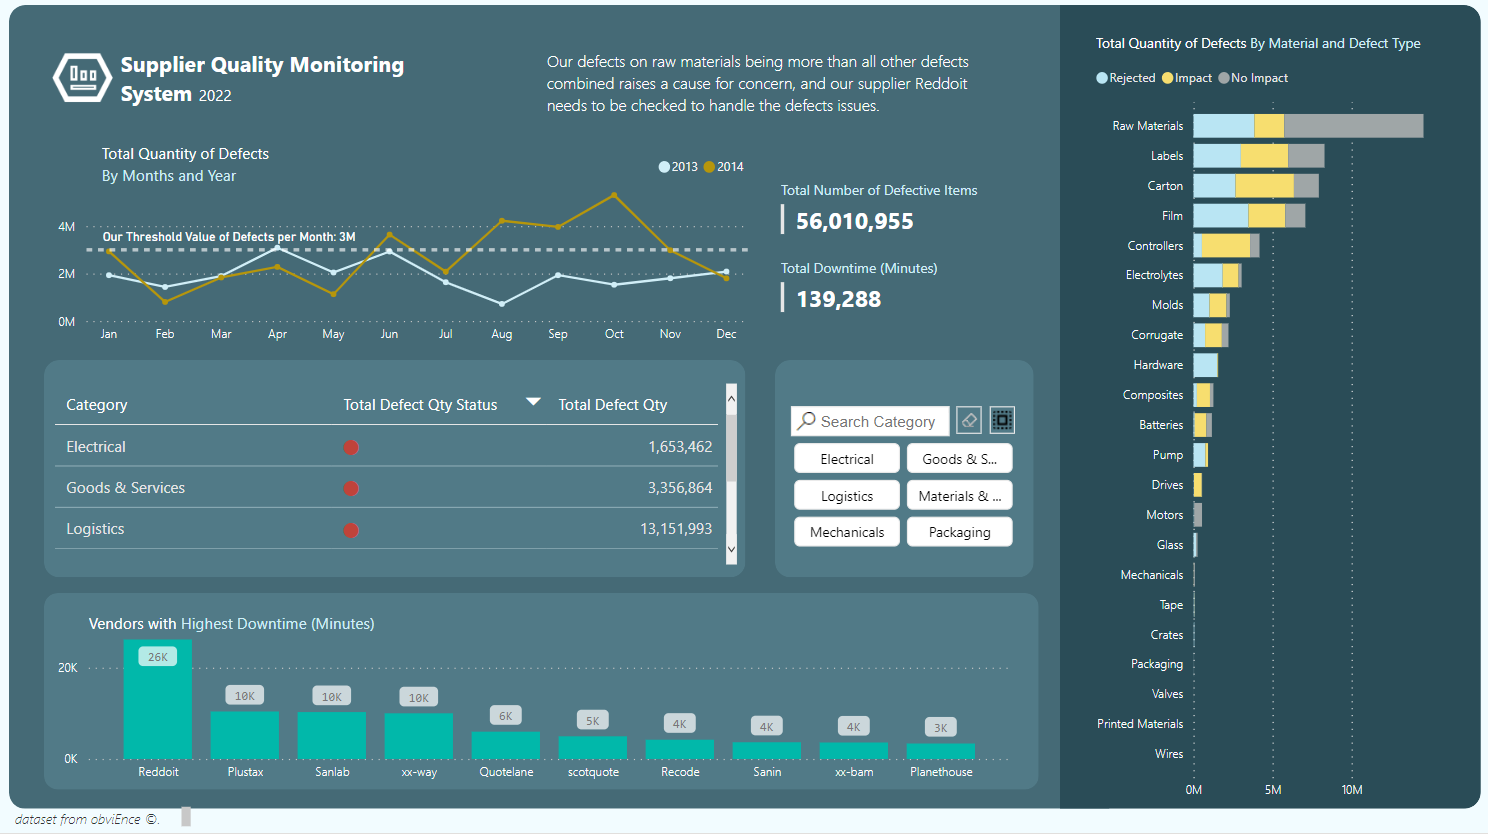 Supplier Quality Monitoring
System 2022
Our defects on raw materials being more than all other defects
combined raises a cause for concern, and our supplier Reddoit
needs to be checked to handle the defects issues.
Total Quantity of Defects
By Months and Year
2013 2014
4M
2M
0M
Our Threshold Value of Defects per Month: 3M
Jan Feb Mar Apr May Jun Jul Aug Sep Oct Nov Dec
Total Number of Defective Items
56,010,955
Total Downtime (Minutes)
139,288
Category Total Defect Qty Status Total Defect Qty
Electrical 1,653,462
Goods & Services 3,356,864
Logistics 13,151,993
Search Category
Electrical Goods & S...
Logistics Materials & ...
Mechanicals Packaging
Vendors with Highest Downtime (Minutes)
20K
0K
26K 10K 10K 10K 6K 5K 4K 4K 4K 3K
Reddoit Plustax Sanlab xx-way Quotelane scotquote Recode Sanin xx-bam Planethouse
Total Quantity of Defects By Material and Defect Type
Rejected Impact No Impact
Raw Materials
Labels
Carton
Film
Controllers
Electrolytes
Molds
Corrugate
Hardware
Composites
Batteries
Pump
Drives
Motors
Glass
Mechanicals
Tape
Crates
Packaging
Valves
Printed Materials
Wires
0M 5M 10M
dataset from obviEnce ©.